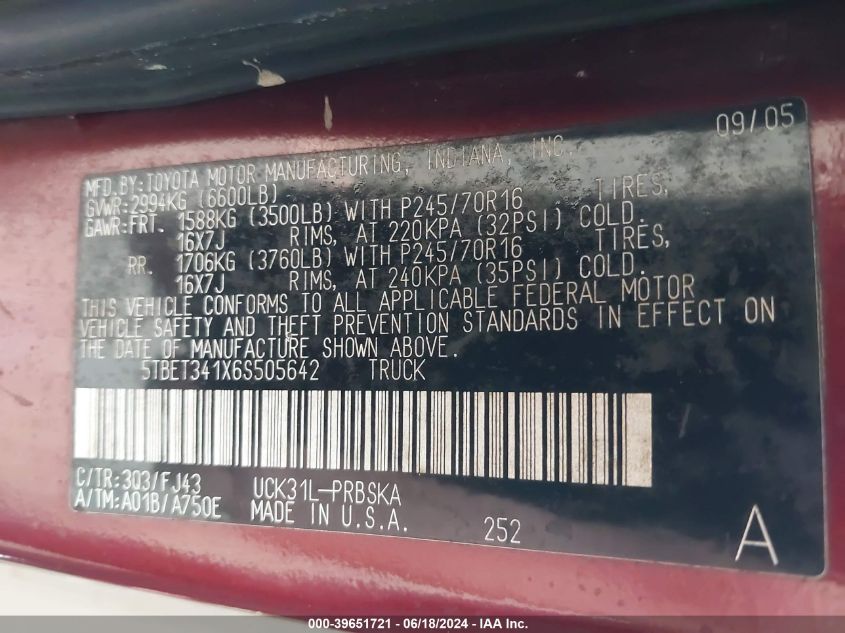 09/05
MFD.BY:TOYOTA MOTOR MANUFACTURING, INDIANA, INC.
GVWR:2994KG (6600LB)
GAWR:FRT. 1588KG (3500LB) WITH P245/70R16 TIRES,
16X7J RIMS, AT 220KPA (32PSI) COLD.
RR. 1706KG (3760LB) WITH P245/70R16 TIRES,
16X7J RIMS, AT 240KPA (35PSI) COLD.
THIS VEHICLE CONFORMS TO ALL APPLICABLE FEDERAL MOTOR
VEHICLE SAFETY AND THEFT PREVENTION STANDARDS IN EFFECT ON
THE DATE OF MANUFACTURE SHOWN ABOVE.
5TBET341X6S505642 TRUCK
C/TR:3Q3/FJ43 UCK31L-PRBSKA
A/TM:A01B/A750E MADE IN U.S.A. 252 A
000-39651721 - 06/18/2024 - IAA Inc.